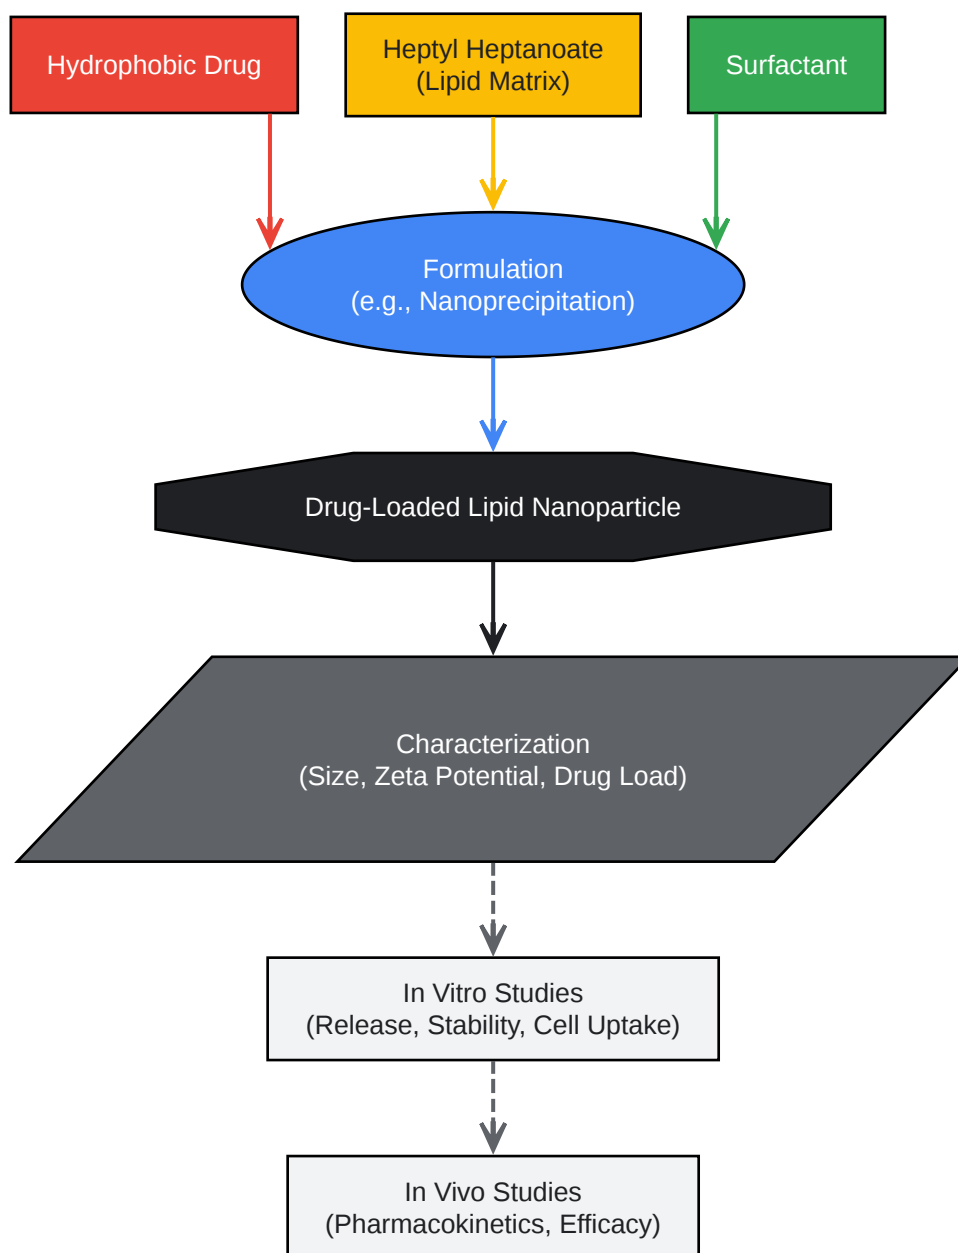 Hydrophobic Drug
Heptyl Heptanoate
(Lipid Matrix)
Surfactant
Formulation
(e.g., Nanoprecipitation)
Drug-Loaded Lipid Nanoparticle
Characterization
(Size, Zeta Potential, Drug Load)
In Vitro Studies
(Release, Stability, Cell Uptake)
In Vivo Studies
(Pharmacokinetics, Efficacy)